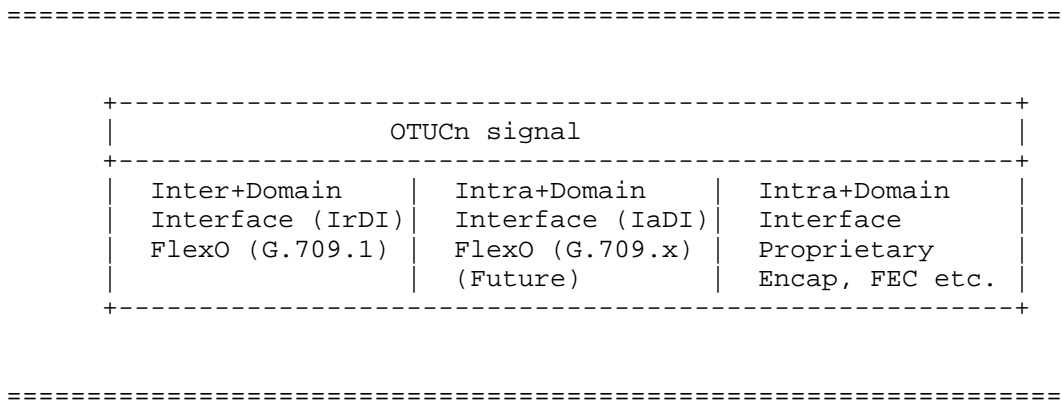 ==================================================================
+--------------------------------------------------------+
| OTUCn signal |
+--------------------------------------------------------+
| Inter+Domain | Intra+Domain | Intra+Domain |
| Interface (IrDI)| Interface (IaDI)| Interface |
| FlexO (G.709.1) | FlexO (G.709.x) | Proprietary |
| | (Future) | Encap, FEC etc. |
+--------------------------------------------------------+
==================================================================